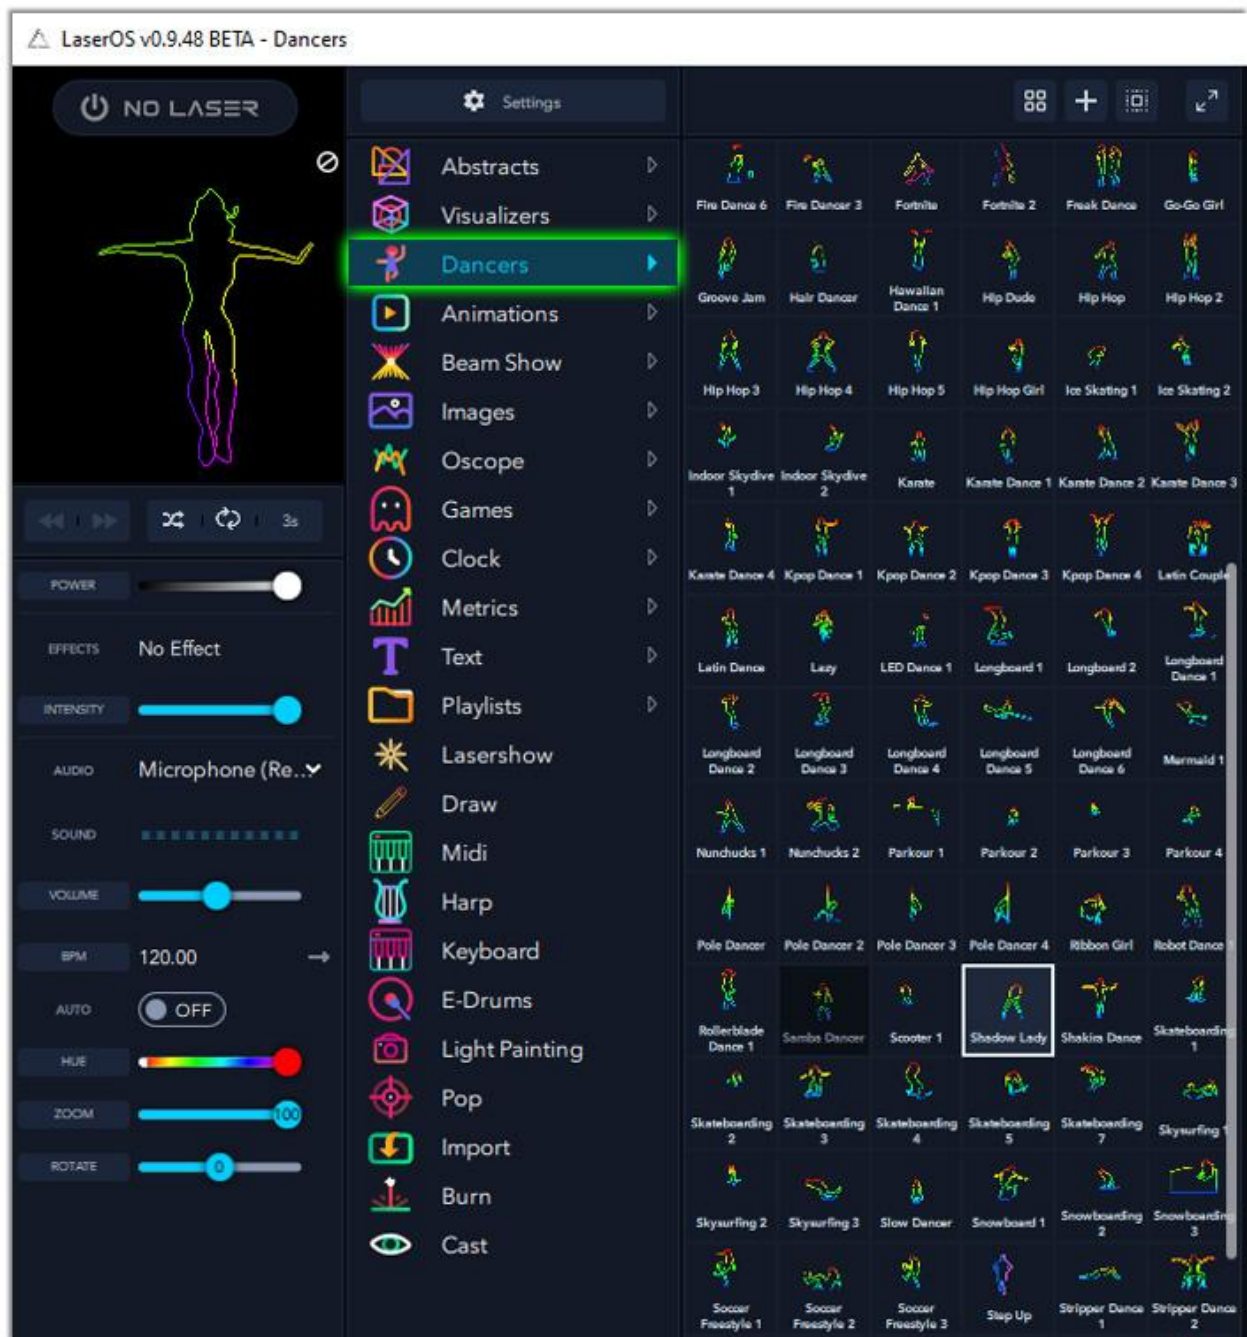 LaserOS v0.9.48 BETA - Dancers
NO LASER
3s
POWER
EFFECTS
No Effect
INTENSITY
AUDIO
Microphone (Re...
SOUND
VOLUME
BPM
120.00
AUTO
OFF
HUE
ZOOM
100
ROTATE
0
Settings
Abstracts
Visualizers
Dancers
Animations
Beam Show
Images
Oscope
Games
Clock
Metrics
Text
Playlists
Lasershow
Draw
Midi
Harp
Keyboard
E-Drums
Light Painting
Pop
Import
Burn
Cast
Fire Dance 6
Fire Dancer 3
Fortnite
Fortnite 2
Freak Dance
Go-Go Girl
Groove Jam
Hair Dancer
Hawaiian
Dance 1
Hip Dude
Hip Hop
Hip Hop 2
Hip Hop 3
Hip Hop 4
Hip Hop 5
Hip Hop Girl
Ice Skating 1
Ice Skating 2
Indoor Skydive
1
Indoor Skydive
2
Karate
Karate Dance 1
Karate Dance 2
Karate Dance 3
Karate Dance 4
Kpop Dance 1
Kpop Dance 2
Kpop Dance 3
Kpop Dance 4
Latin Couple
Latin Dance
Lazy
LED Dance 1
Longboard 1
Longboard 2
Longboard
Dance 1
Longboard
Dance 2
Longboard
Dance 3
Longboard
Dance 4
Longboard
Dance 5
Longboard
Dance 6
Mermaid 1
Nunchucks 1
Nunchucks 2
Parkour 1
Parkour 2
Parkour 3
Parkour 4
Pole Dancer
Pole Dancer 2
Pole Dancer 3
Pole Dancer 4
Ribbon Girl
Robot Dance 1
Rollerblade
Dance 1
Samba Dancer
Scooter 1
Shadow Lady
Shakira Dance
Skateboarding
1
Skateboarding
2
Skateboarding
3
Skateboarding
4
Skateboarding
5
Skateboarding
7
Skysurfing 1
Skysurfing 2
Skysurfing 3
Slow Dancer
Snowboard 1
Snowboarding
2
Snowboarding
3
Soccer
Freestyle 1
Soccer
Freestyle 2
Soccer
Freestyle 3
Step Up
Stripper Dance
1
Stripper Dance
2